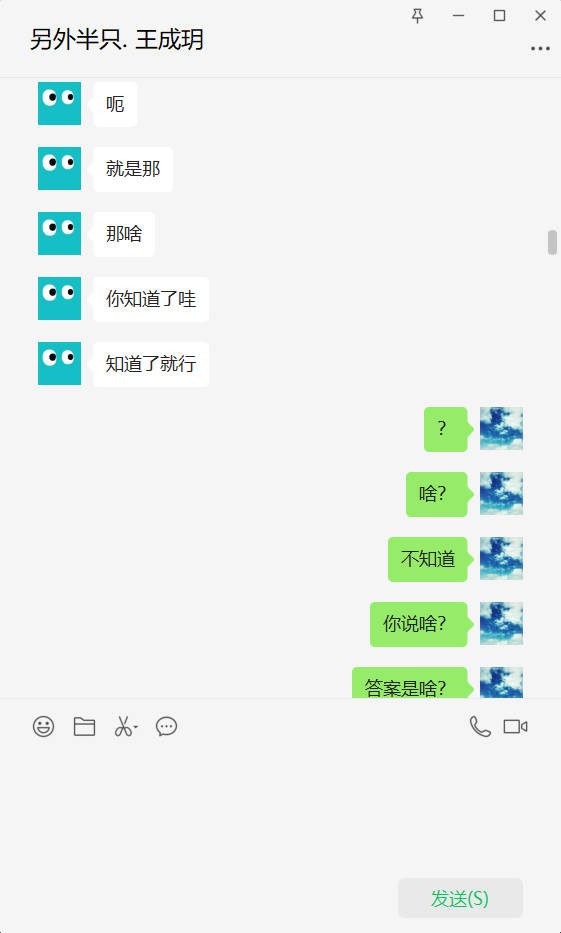 另外半只. 王成玥
呃
就是那
那啥
你知道了哇
知道了就行
?
啥?
不知道
你说啥?
答案是啥?
发送(S)